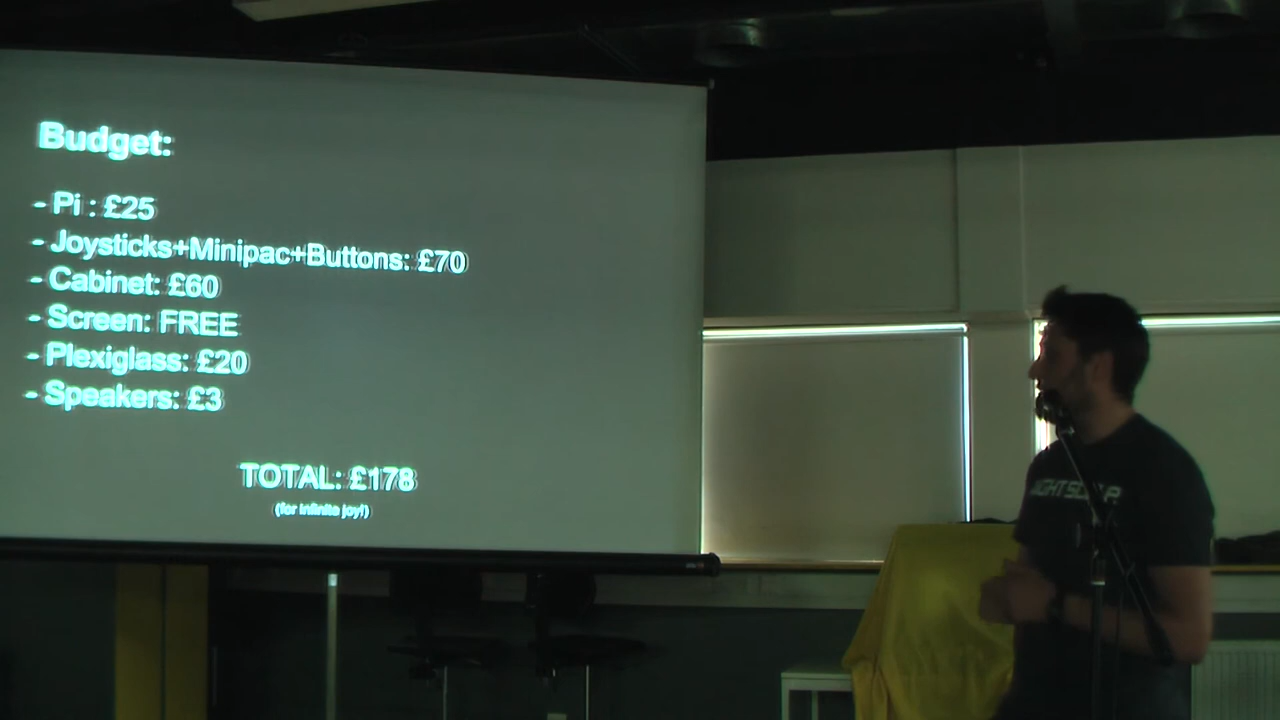 Budget:
- Pi : £25
- Joysticks+Minipac+Buttons: £70
- Cabinet: £60
- Screen: FREE
- Plexiglass: £20
- Speakers: £3
TOTAL: £178
(for infinite joy!)